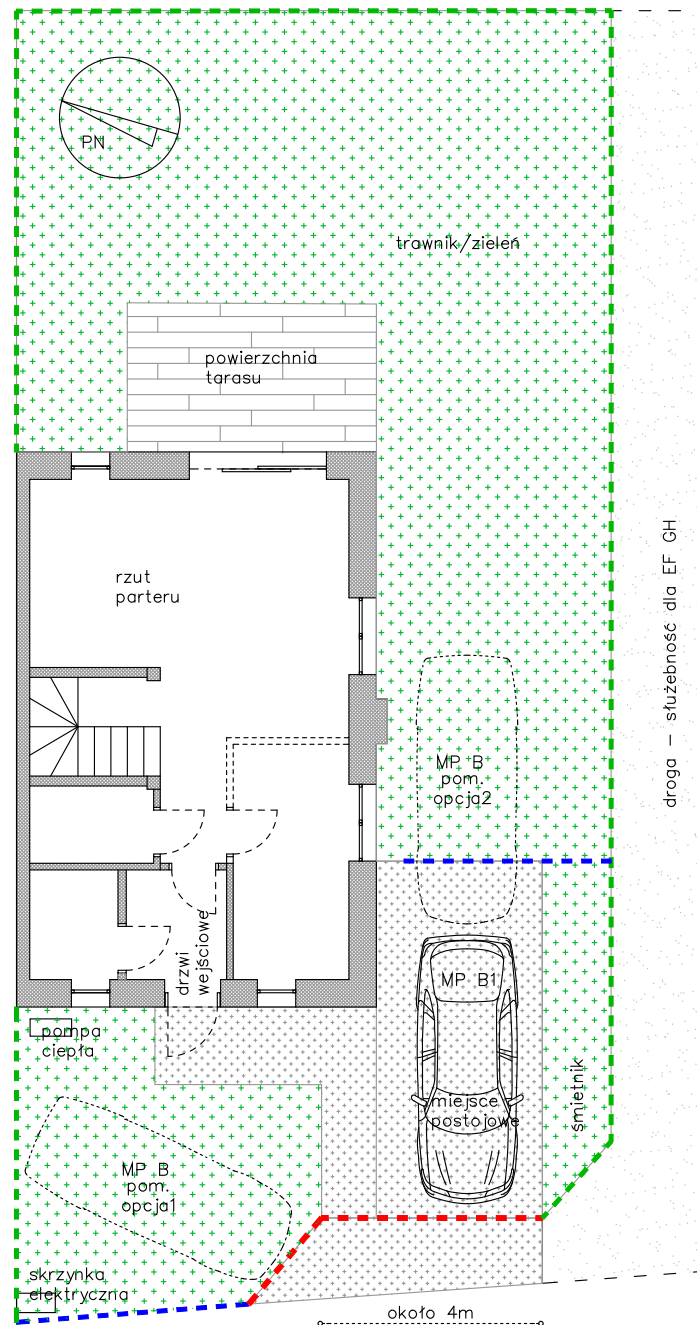 PN
trawnik/zieleń
powierzchnia
tarasu
rzut
parteru
droga – służebność dla EF GH
MP B
pom.
opcja2
drzwi
wejściowe
MP B1
pompa
ciepła
miejsce
postojowe
śmietnik
MP B
pom.
opcja1
skrzynka
elektryczna
około 4m